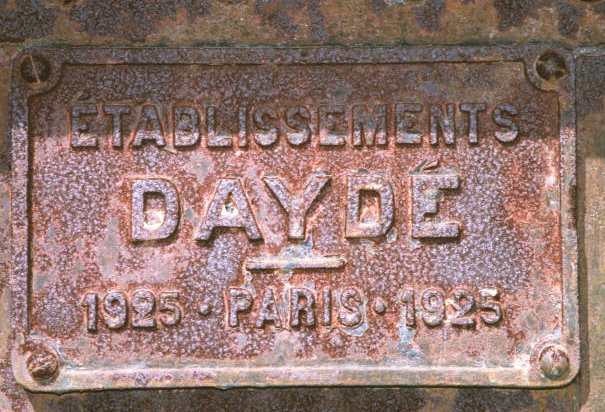 ÉTABLISSEMENTS
DAYDÉ
1925 · PARIS · 1925